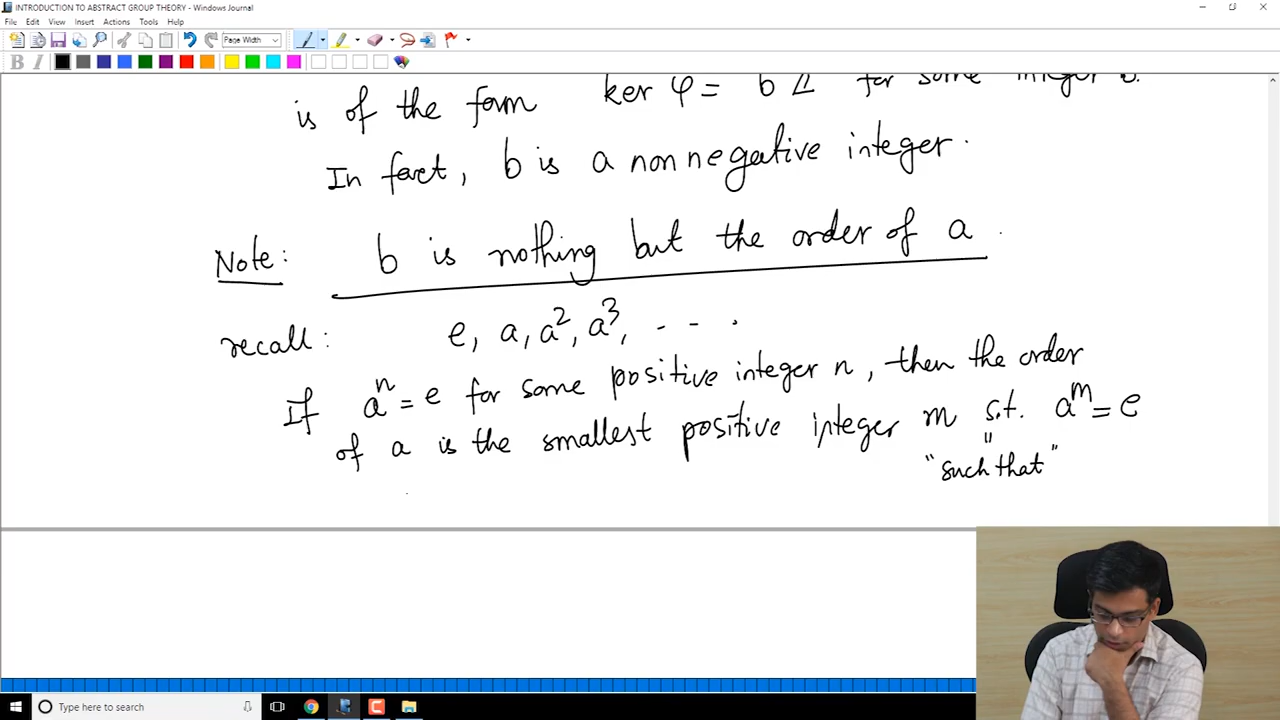 INTRODUCTION TO ABSTRACT GROUP THEORY - Windows Journal
File Edit View Insert Actions Tools Help
Page Width
B I
is of the form ker φ = bℤ for some integer b.
In fact, b is a nonnegative integer.
Note: b is nothing but the order of a.
recall: e, a, a², a³, - - .
If aⁿ = e for some positive integer n, then the order
of a is the smallest positive integer m s.t. aᵐ = e
"such that"
Type here to search